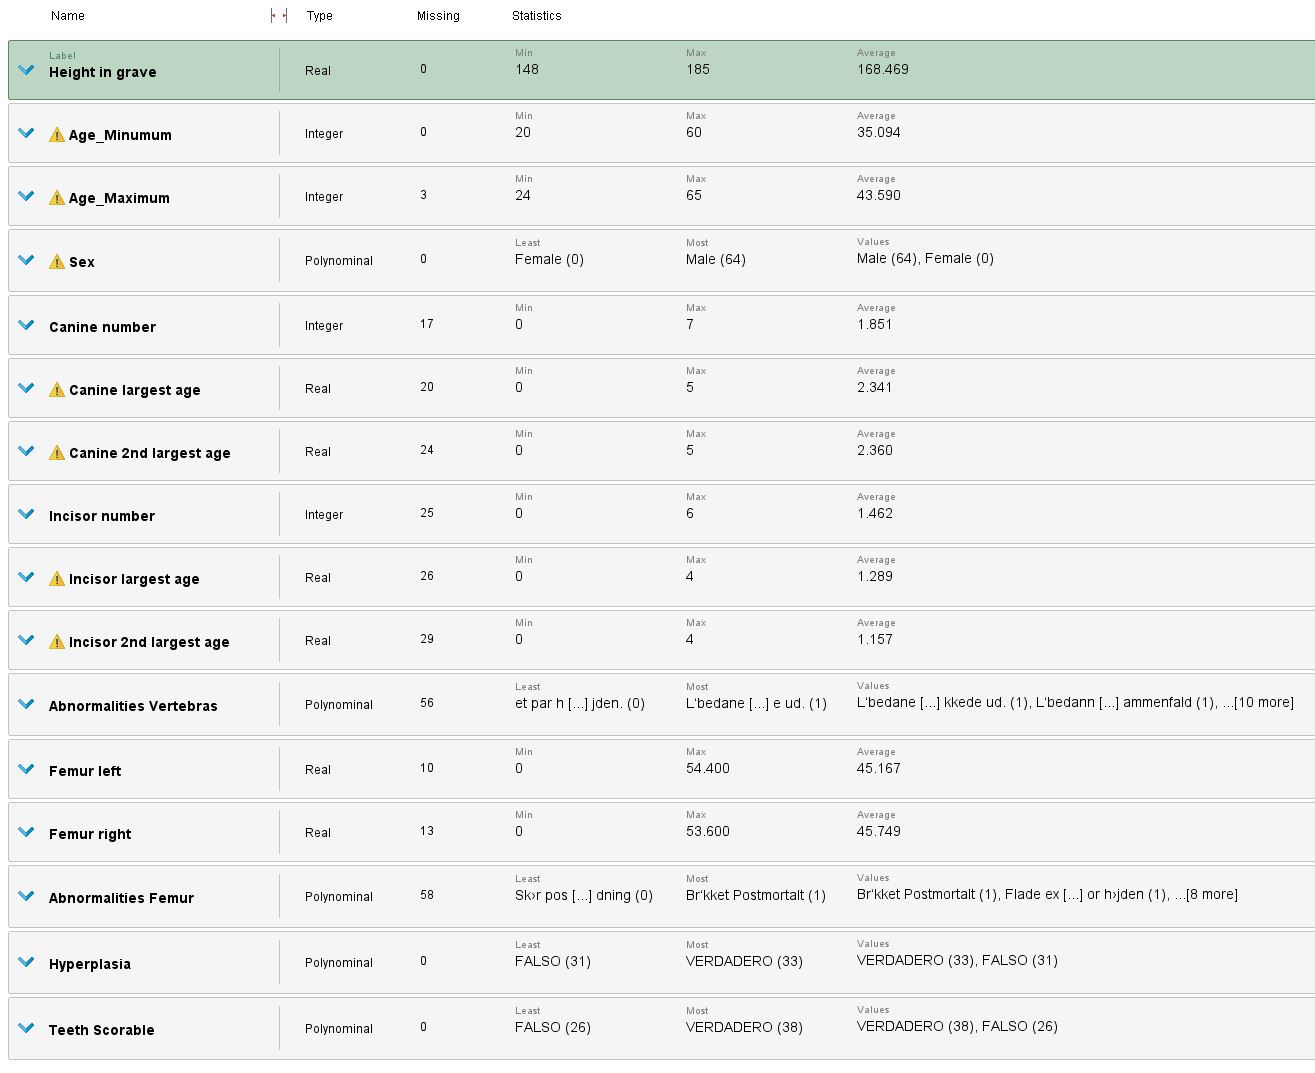 Name Type Missing Statistics
Label Min Max Average
Height in grave Real 0 148 185 168.469
Min Max Average
Age_Minumum Integer 0 20 60 35.094
Min Max Average
Age_Maximum Integer 3 24 65 43.590
Least Most Values
Sex Polynominal 0 Female (0) Male (64) Male (64), Female (0)
Min Max Average
Canine number Integer 17 0 7 1.851
Min Max Average
Canine largest age Real 20 0 5 2.341
Min Max Average
Canine 2nd largest age Real 24 0 5 2.360
Min Max Average
Incisor number Integer 25 0 6 1.462
Min Max Average
Incisor largest age Real 26 0 4 1.289
Min Max Average
Incisor 2nd largest age Real 29 0 4 1.157
Least Most Values
Abnormalities Vertebras Polynominal 56 et par h [...] jden. (0) L'bedane [...] e ud. (1) L'bedane [...] kkede ud. (1), L'bedann [...] ammenfald (1), ...[10 more]
Min Max Average
Femur left Real 10 0 54.400 45.167
Min Max Average
Femur right Real 13 0 53.600 45.749
Least Most Values
Abnormalities Femur Polynominal 58 Sk›r pos [...] dning (0) Br'kket Postmortalt (1) Br'kket Postmortalt (1), Flade ex [...] or h›jden (1), ...[8 more]
Least Most Values
Hyperplasia Polynominal 0 FALSO (31) VERDADERO (33) VERDADERO (33), FALSO (31)
Least Most Values
Teeth Scorable Polynominal 0 FALSO (26) VERDADERO (38) VERDADERO (38), FALSO (26)